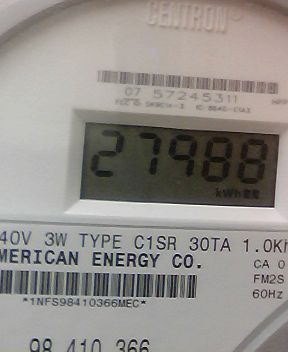 CENTRON®
07 57245311
27988
kWh
40V 3W TYPE C1SR 30TA 1.0Kh
MERICAN ENERGY CO.
CA 0
FM2S
60Hz
*1NFS98410366MEC*
98 410 366